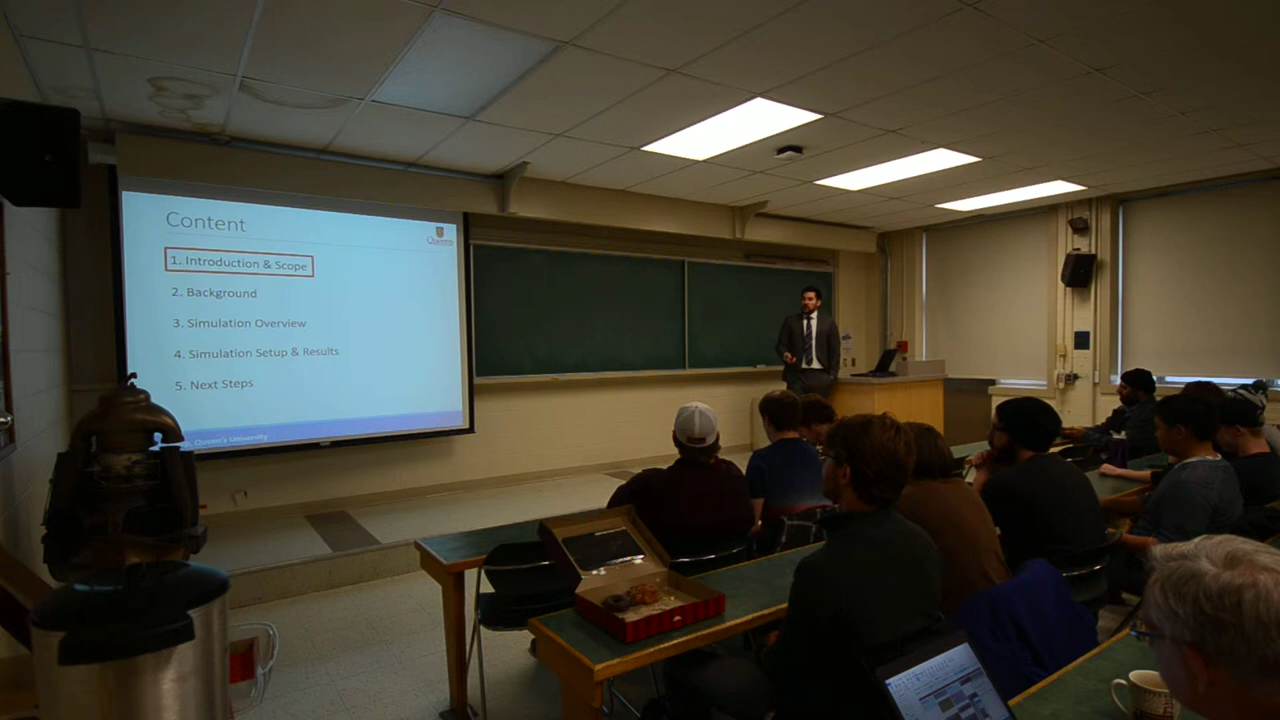 Content
Queen's
1. Introduction & Scope
2. Background
3. Simulation Overview
4. Simulation Setup & Results
5. Next Steps
Queen's University